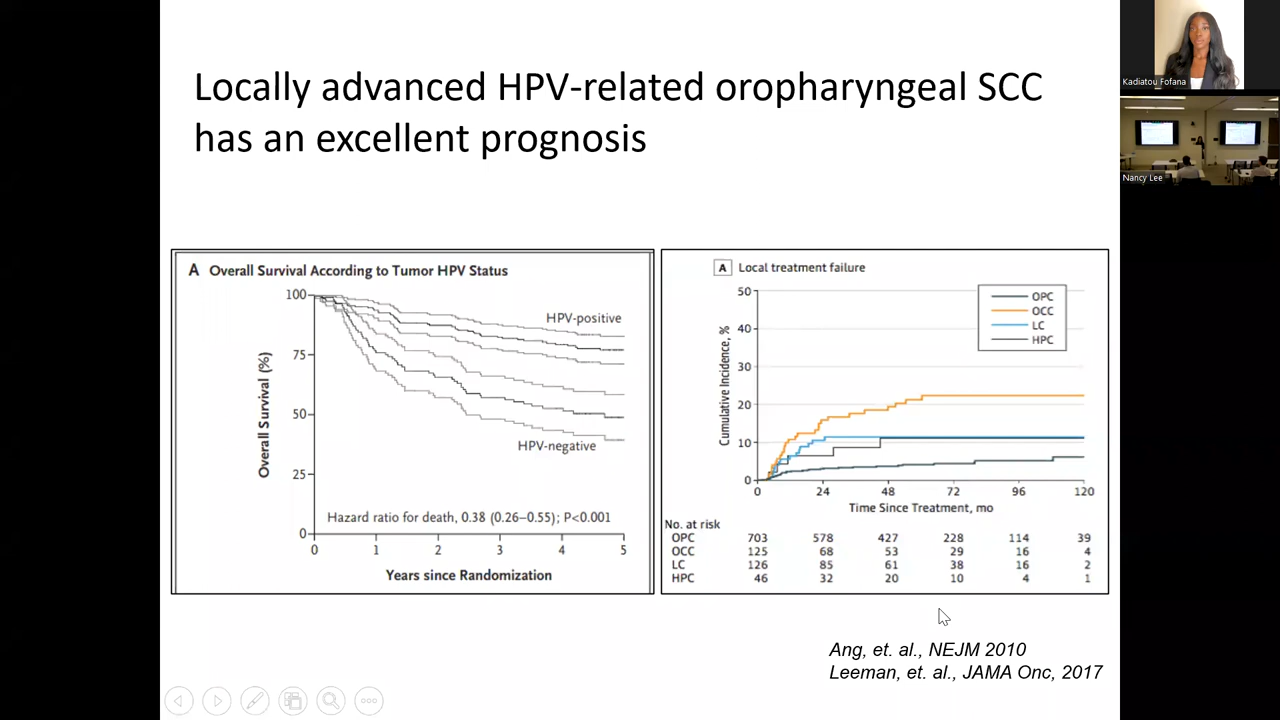 Locally advanced HPV-related oropharyngeal SCC
has an excellent prognosis
A Overall Survival According to Tumor HPV Status
100
75
50
25
0
Overall Survival (%)
HPV-positive
HPV-negative
Hazard ratio for death, 0.38 (0.26–0.55); P<0.001
0 1 2 3 4 5
Years since Randomization
A Local treatment failure
50
40
30
20
10
0
Cumulative Incidence, %
OPC
OCC
LC
HPC
0 24 48 72 96 120
Time Since Treatment, mo
No. at risk
OPC 703 578 427 228 114 39
OCC 125 68 53 29 16 4
LC 126 85 61 38 16 2
HPC 46 32 20 10 4 1
Ang, et. al., NEJM 2010
Leeman, et. al., JAMA Onc, 2017
Kadiatou Fofana
Nancy Lee